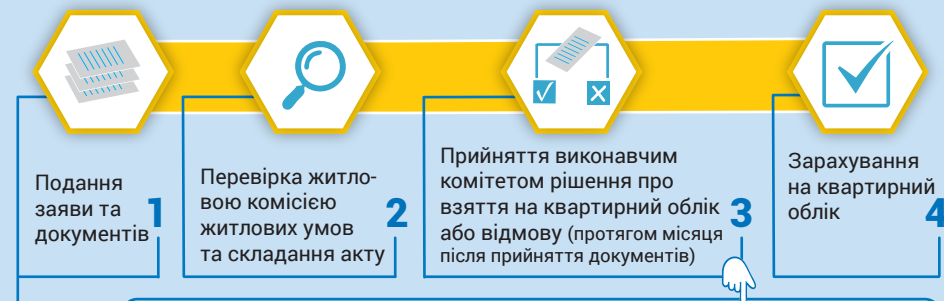 Подання
заяви та
документів
1
Перевірка житло-
вою комісією
житлових умов
та складання акту
2
Прийняття виконавчим
комітетом рішення про
взяття на квартирний облік
або відмову (протягом місяця
після прийняття документів)
3
Зарахування
на квартирний
облік
4